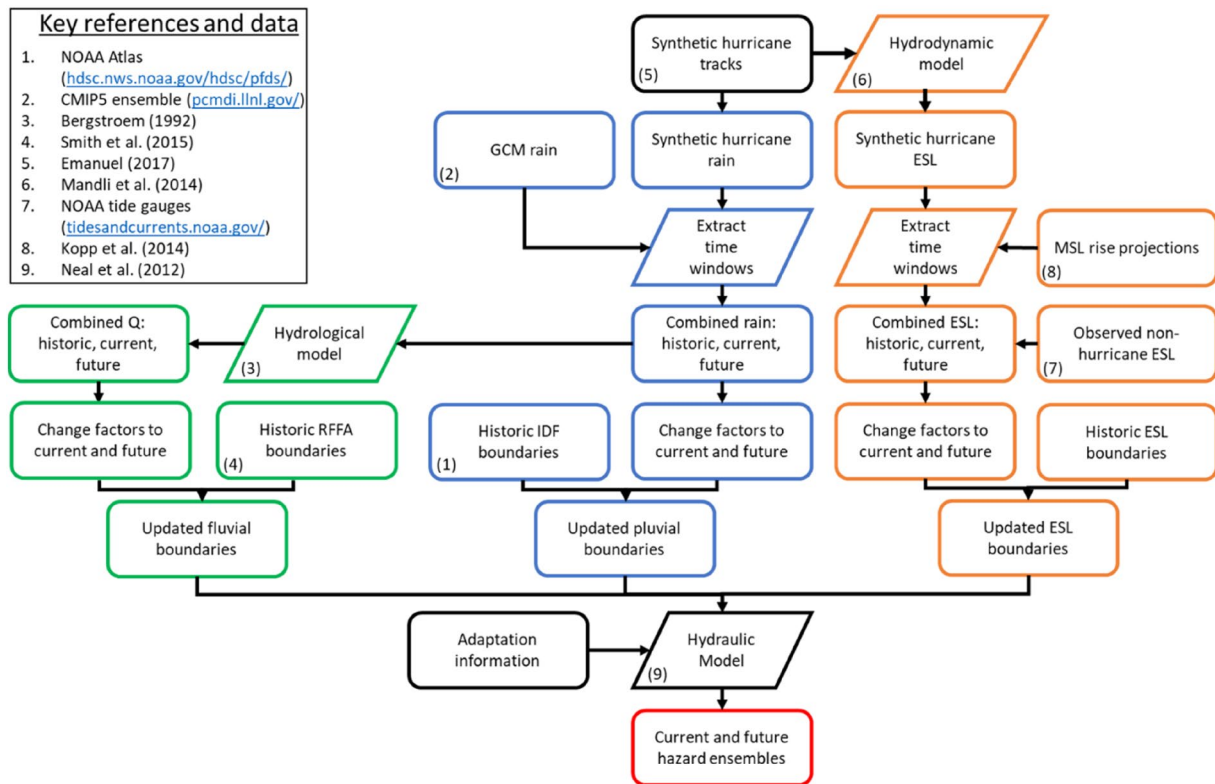 Key references and data
1. NOAA Atlas
(hdsc.nws.noaa.gov/hdsc/pfds/)
2. CMIP5 ensemble (pcmdi.llnl.gov/)
3. Bergstroem (1992)
4. Smith et al. (2015)
5. Emanuel (2017)
6. Mandli et al. (2014)
7. NOAA tide gauges
(tidesandcurrents.noaa.gov/)
8. Kopp et al. (2014)
9. Neal et al. (2012)
Synthetic hurricane
tracks
(5)
Hydrodynamic
model
(6)
GCM rain
(2)
Synthetic hurricane
rain
Synthetic hurricane
ESL
Extract
time
windows
Extract
time
windows
MSL rise projections
(8)
Combined Q:
historic, current,
future
Hydrological
model
(3)
Combined rain:
historic, current,
future
Combined ESL:
historic, current,
future
Observed non-
hurricane ESL
(7)
Change factors to
current and future
Historic RFFA
boundaries
(4)
Historic IDF
boundaries
(1)
Change factors to
current and future
Change factors to
current and future
Historic ESL
boundaries
Updated fluvial
boundaries
Updated pluvial
boundaries
Updated ESL
boundaries
Adaptation
information
Hydraulic
Model
(9)
Current and future
hazard ensembles